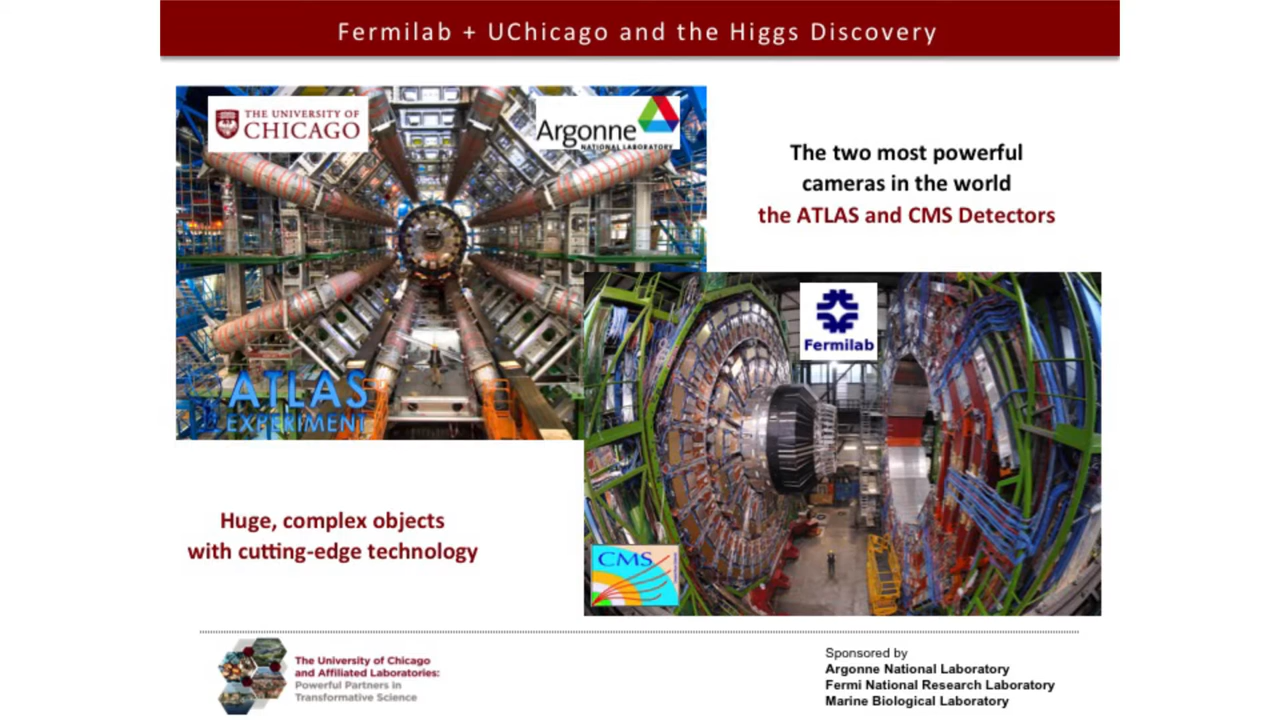 Fermilab + UChicago and the Higgs Discovery
THE UNIVERSITY OF
CHICAGO
Argonne
NATIONAL LABORATORY
The two most powerful
cameras in the world
the ATLAS and CMS Detectors
Fermilab
ATLAS
EXPERIMENT
Huge, complex objects
with cutting-edge technology
CMS
The University of Chicago
and Affiliated Laboratories:
Powerful Partners in
Transformative Science
Sponsored by
Argonne National Laboratory
Fermi National Research Laboratory
Marine Biological Laboratory